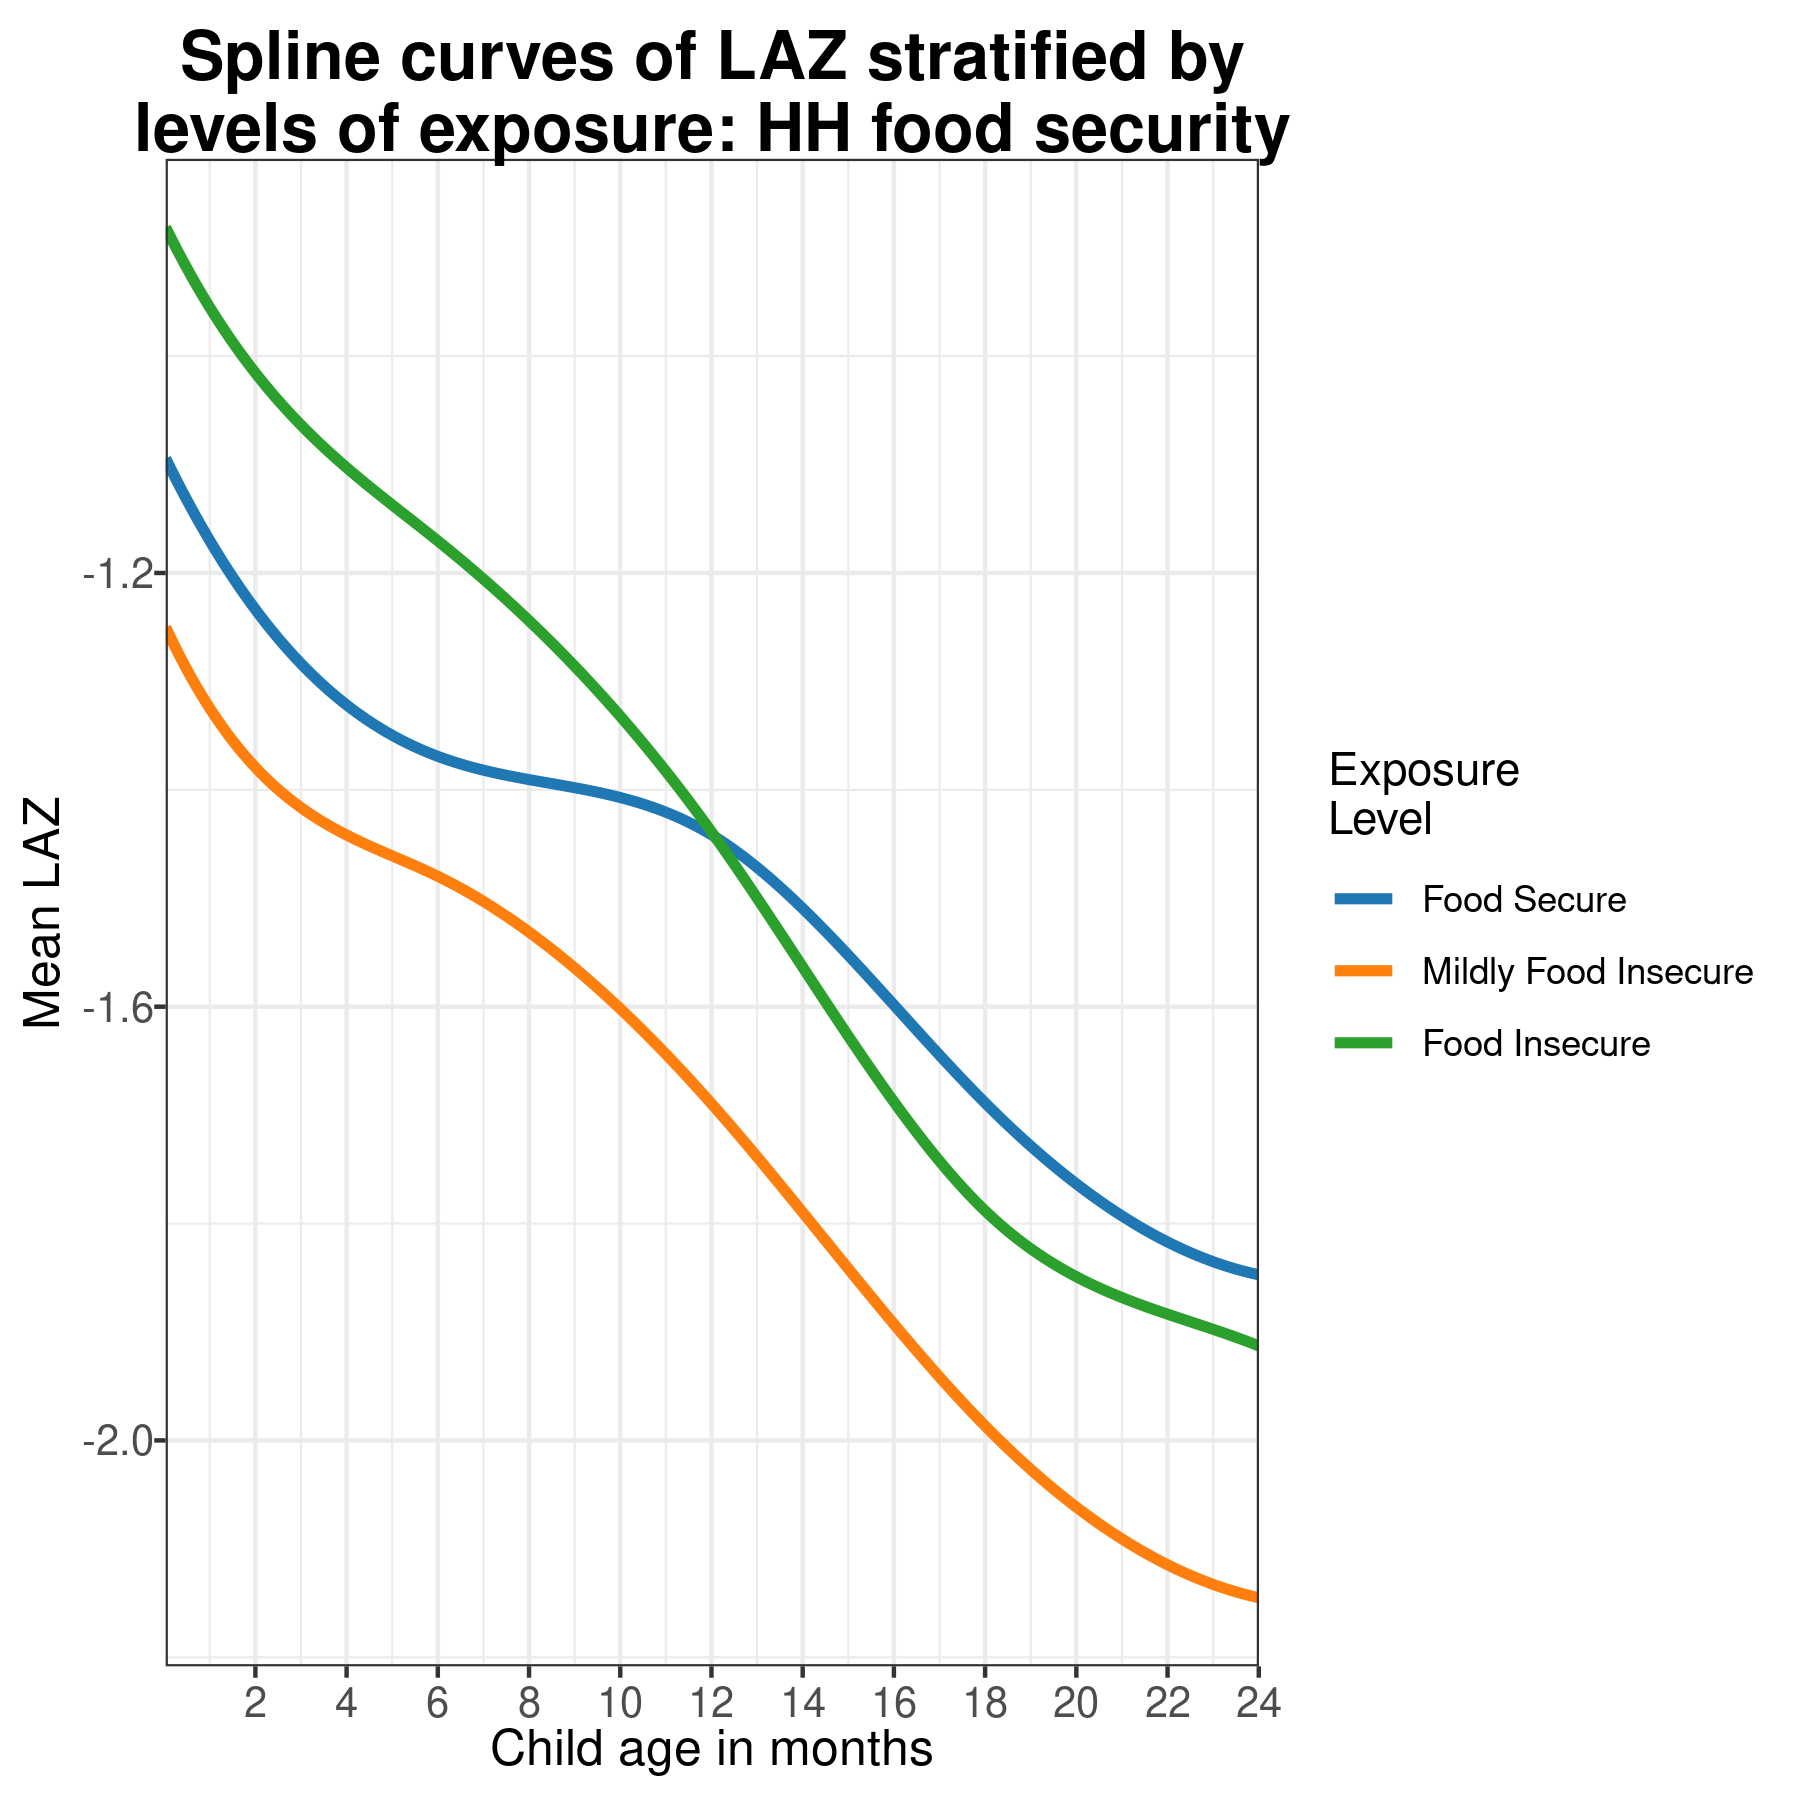 Spline curves of LAZ stratified by
levels of exposure: HH food security
Mean LAZ
-1.2
-1.6
-2.0
2 4 6 8 10 12 14 16 18 20 22 24
Child age in months
Exposure
Level
Food Secure
Mildly Food Insecure
Food Insecure